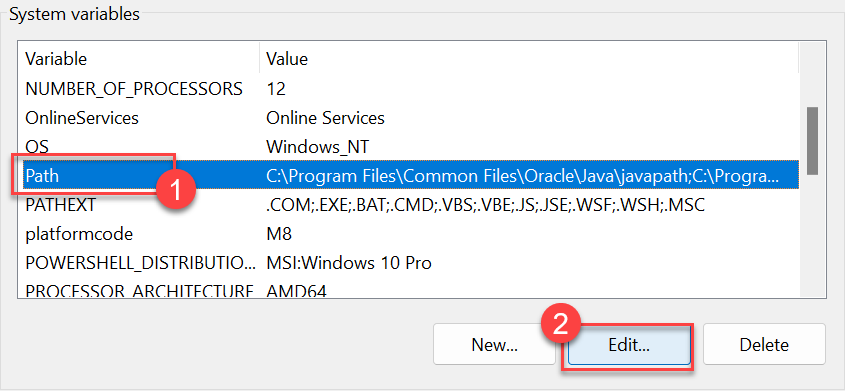 System variables
Variable Value
NUMBER_OF_PROCESSORS 12
OnlineServices Online Services
OS Windows_NT
Path C:\Program Files\Common Files\Oracle\Java\javapath;C:\Progra...
1
PATHEXT .COM;.EXE;.BAT;.CMD;.VBS;.VBE;.JS;.JSE;.WSF;.WSH;.MSC
platformcode M8
POWERSHELL_DISTRIBUTIO... MSI:Windows 10 Pro
PROCESSOR_ARCHITECTURE AMD64
2
New... Edit... Delete